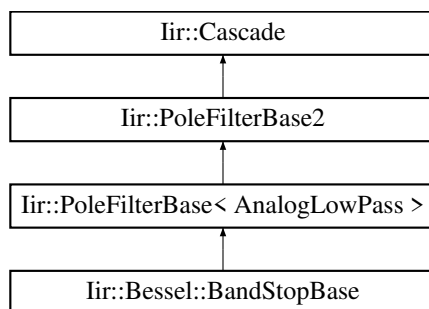 Iir::Cascade
Iir::PoleFilterBase2
Iir::PoleFilterBase< AnalogLowPass >
Iir::Bessel::BandStopBase